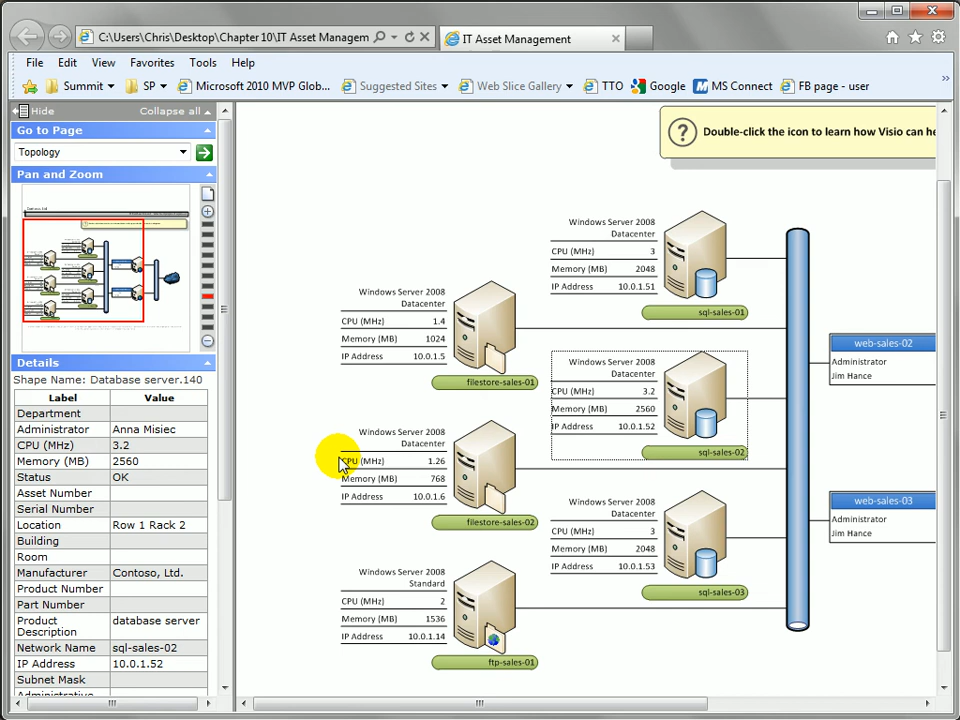 C:\Users\Chris\Desktop\Chapter 10\IT Asset Managem
IT Asset Management
File Edit View Favorites Tools Help
Summit SP Microsoft 2010 MVP Glob... Suggested Sites Web Slice Gallery TTO Google MS Connect FB page - user
Hide Collapse all
Go to Page
Topology
Pan and Zoom
Details
Shape Name: Database server.140
Label Value
Department
Administrator Anna Misiec
CPU (MHz) 3.2
Memory (MB) 2560
Status OK
Asset Number
Serial Number
Location Row 1 Rack 2
Building
Room
Manufacturer Contoso, Ltd.
Product Number
Part Number
Product
Description database server
Network Name sql-sales-02
IP Address 10.0.1.52
Subnet Mask
Administrative
? Double-click the icon to learn how Visio can he
Windows Server 2008
Datacenter
CPU (MHz) 3
Memory (MB) 2048
IP Address 10.0.1.51
sql-sales-01
Windows Server 2008
Datacenter
CPU (MHz) 1.4
Memory (MB) 1024
IP Address 10.0.1.5
filestore-sales-01
Windows Server 2008
Datacenter
CPU (MHz) 3.2
Memory (MB) 2560
IP Address 10.0.1.52
sql-sales-02
web-sales-02
Administrator
Jim Hance
Windows Server 2008
Datacenter
CPU (MHz) 1.26
Memory (MB) 768
IP Address 10.0.1.6
filestore-sales-02
Windows Server 2008
Datacenter
CPU (MHz) 3
Memory (MB) 2048
IP Address 10.0.1.53
sql-sales-03
web-sales-03
Administrator
Jim Hance
Windows Server 2008
Standard
CPU (MHz) 2
Memory (MB) 1536
IP Address 10.0.1.14
ftp-sales-01